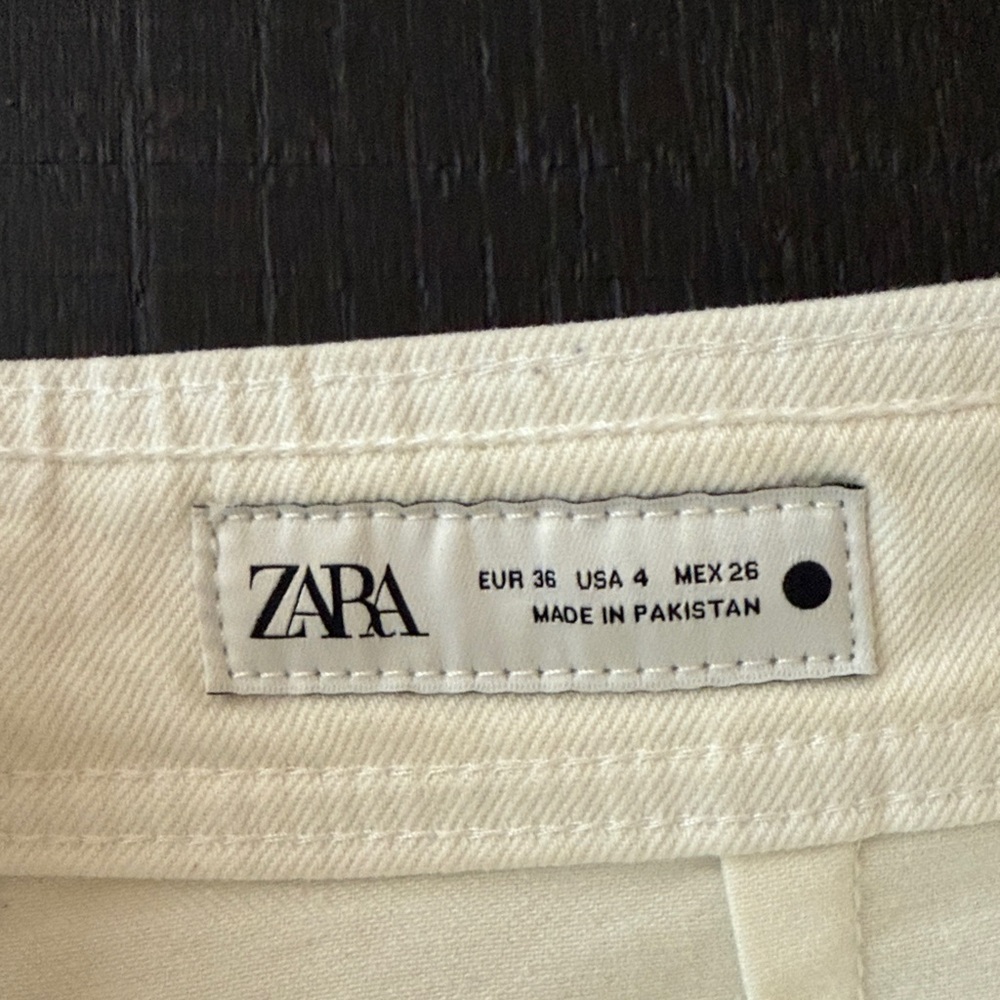 ZARA
EUR 36 USA 4 MEX 26
MADE IN PAKISTAN